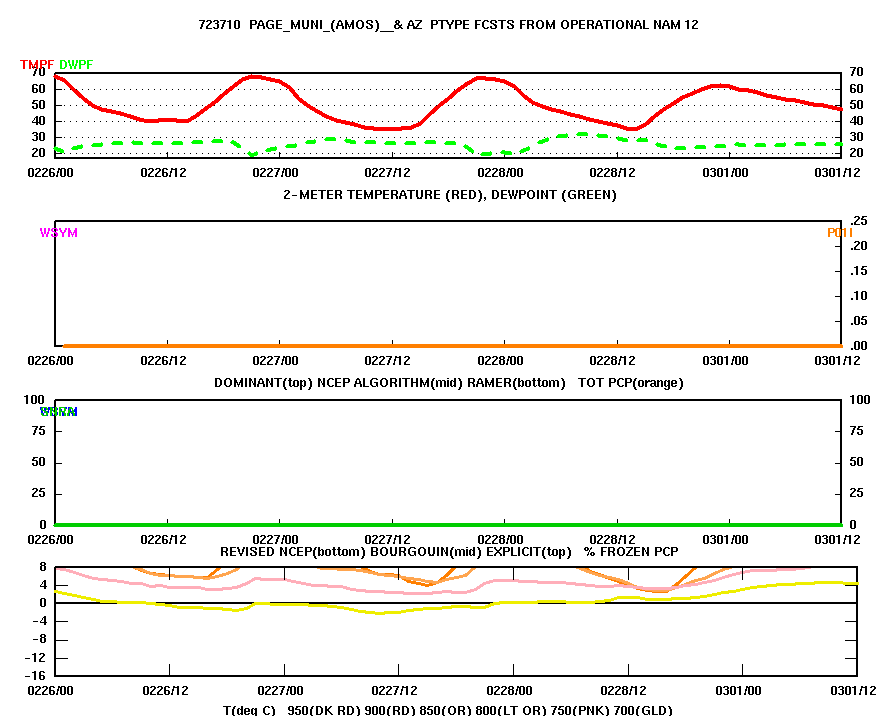 723710 PAGE_MUNI_(AMOS)__& AZ PTYPE FCSTS FROM OPERATIONAL NAM 12
TMPF DWPF
70 70
60 60
50 50
40 40
30 30
20 20
0226/00 0226/12 0227/00 0227/12 0228/00 0228/12 0301/00 0301/12
2-METER TEMPERATURE (RED), DEWPOINT (GREEN)
.25
WSYM P01I
.20
.15
.10
.05
.00
0226/00 0226/12 0227/00 0227/12 0228/00 0228/12 0301/00 0301/12
DOMINANT(top) NCEP ALGORITHM(mid) RAMER(bottom) TOT PCP(orange)
100 100
75 75
50 50
25 25
0 0
0226/00 0226/12 0227/00 0227/12 0228/00 0228/12 0301/00 0301/12
REVISED NCEP(bottom) BOURGOUIN(mid) EXPLICIT(top) % FROZEN PCP
8 8
4 4
0 0
-4 -4
-8 -8
-12 -12
-16 -16
0226/00 0226/12 0227/00 0227/12 0228/00 0228/12 0301/00 0301/12
T(deg C) 950(DK RD) 900(RD) 850(OR) 800(LT OR) 750(PNK) 700(GLD)